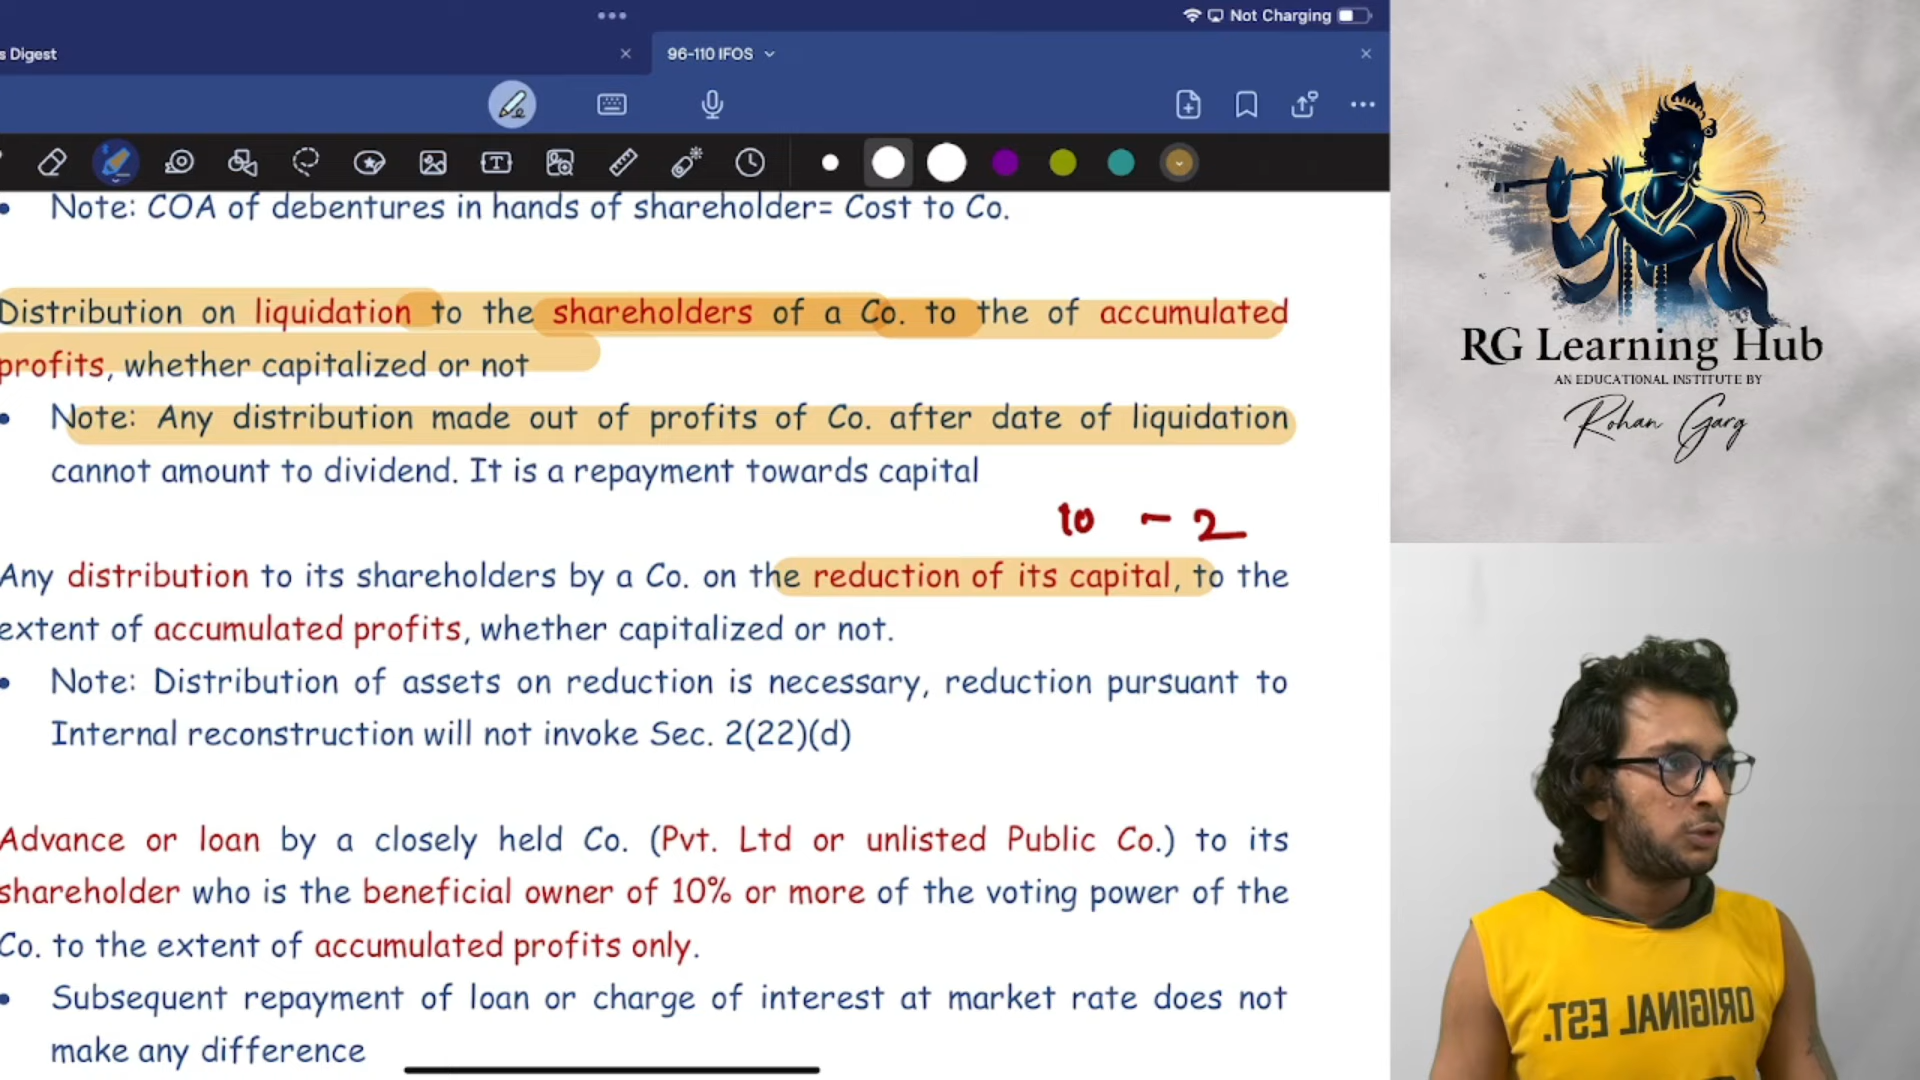 Not Charging
s Digest
96-110 IFOS
Note: COA of debentures in hands of shareholder= Cost to Co.
Distribution on liquidation to the shareholders of a Co. to the of accumulated
profits, whether capitalized or not
Note: Any distribution made out of profits of Co. after date of liquidation
cannot amount to dividend. It is a repayment towards capital
10 - 2
Any distribution to its shareholders by a Co. on the reduction of its capital, to the
extent of accumulated profits, whether capitalized or not.
Note: Distribution of assets on reduction is necessary, reduction pursuant to
Internal reconstruction will not invoke Sec. 2(22)(d)
Advance or loan by a closely held Co. (Pvt. Ltd or unlisted Public Co.) to its
shareholder who is the beneficial owner of 10% or more of the voting power of the
Co. to the extent of accumulated profits only.
Subsequent repayment of loan or charge of interest at market rate does not
make any difference
RG Learning Hub
AN EDUCATIONAL INSTITUTE BY
Rohan Garg
ORIGINAL EST.